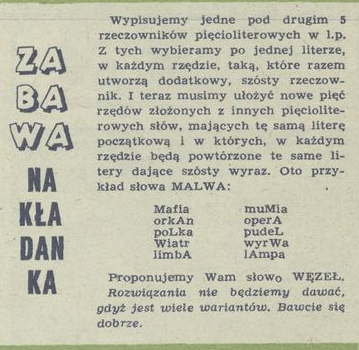 ZA
BA
WA
NA
KŁA
DAN
KA
Wypisujemy jedne pod drugim 5
rzeczowników pięcioliterowych w l.p.
Z tych wybieramy po jednej literze,
w każdym rzędzie, taką, które razem
utworzą dodatkowy, szósty rzeczow-
nik. I teraz musimy ułożyć nowe pięć
rzędów złożonych z innych pięciolite-
rowych słów, mających tę samą literę
początkową i w których, w każdym
rzędzie będą powtórzone te same li-
tery dające szósty wyraz. Oto przy-
kład słowa MALWA:
Mafia muMia
orkAn operA
poLka pudeL
Wiatr wyrWa
limbA lAmpa
Proponujemy Wam słowo WĘZEŁ.
Rozwiązania nie będziemy dawać,
gdyż jest wiele wariantów. Bawcie się
dobrze.